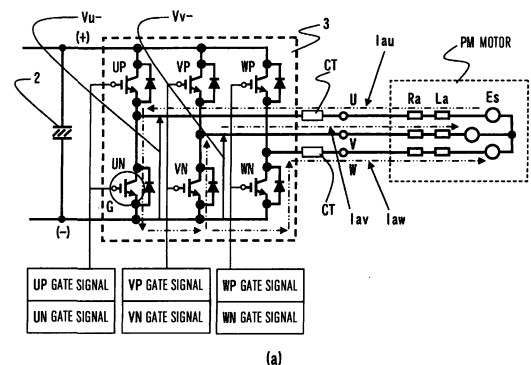 Vu-
Vv-
3
(+)
UP
VP
WP
2
CT
U
Iau
PM MOTOR
Ra
La
Es
UN
VN
WN
G
V
W
CT
Iav
Iaw
(-)
UP GATE SIGNAL
VP GATE SIGNAL
WP GATE SIGNAL
UN GATE SIGNAL
VN GATE SIGNAL
WN GATE SIGNAL
(a)